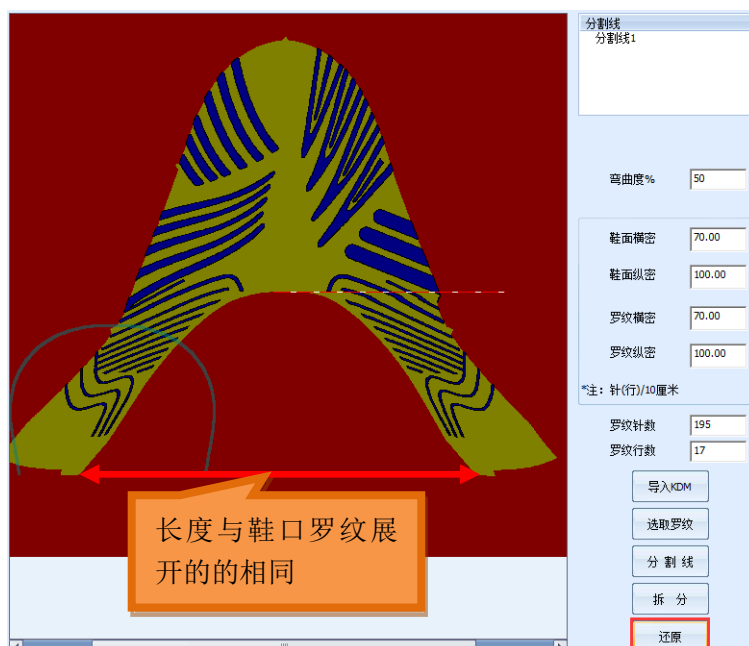 分割线
分割线1
弯曲度% 50
鞋面横密 70.00
鞋面纵密 100.00
罗纹横密 70.00
罗纹纵密 100.00
*注：针(行)/10厘米
罗纹针数 195
罗纹行数 17
导入KDM
选取罗纹
分 割 线
拆 分
还原
长度与鞋口罗纹展
开的的相同